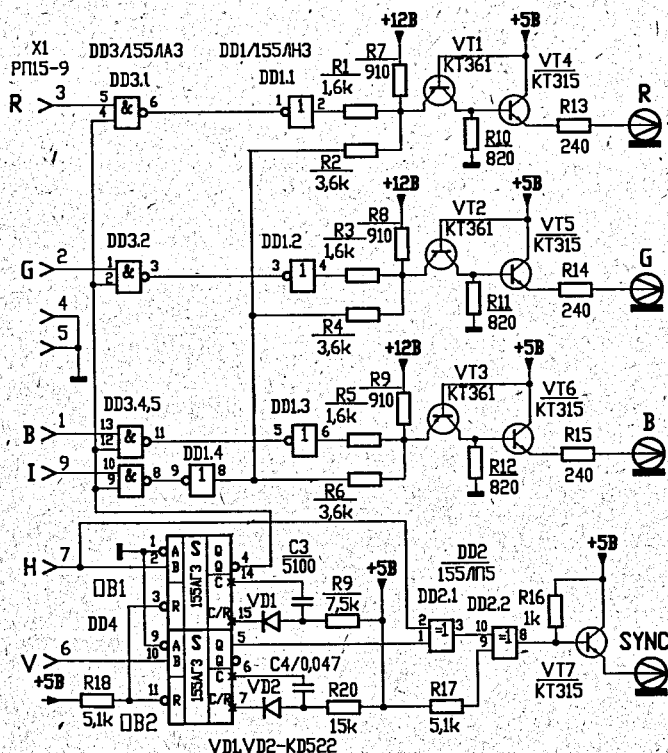 X1
РП15-9
DD3/155ЛА3
DD1/155ЛН3
+12В
+5В
R 3
5
4
DD3.1
&
6
1
DD1.1
1
2
R1
1,6k
R7
910
VT1
КТ361
VT4
КТ315
R10
820
R13
240
R
R2
3,6k
+12В
+5В
G 2
1
2
DD3.2
&
3
3
DD1.2
1
4
R3
1,6k
R8
910
VT2
КТ361
VT5
КТ315
R11
820
R14
240
G
4
5
R4
3,6k
+12В
+5В
B 1
13
12
DD3.4,5
&
11
5
DD1.3
1
6
R5
1,6k
R9
910
VT3
КТ361
VT6
КТ315
R12
820
R15
240
B
I 9
10
9
&
8
9
DD1.4
1
8
R6
3,6k
H 7
1
2
3
A
B
R
S
155АГ3
Q
Q
C
C/R
4
14
15
OB1
DD4
C3
5100
VD1
R9
7,5k
+5В
DD2
155ЛП5
DD2.1
2
1
=1
3
DD2.2
10
9
=1
8
R16
1k
+5В
SYNC
VT7
КТ315
V 6
9
10
11
A
B
R
S
155АГ3
Q
Q
C
C/R
5
6
7
C4/0,047
VD2
R20
15k
R17
5,1k
+5В
R18
5,1k
OB2
VD1,VD2-KD522